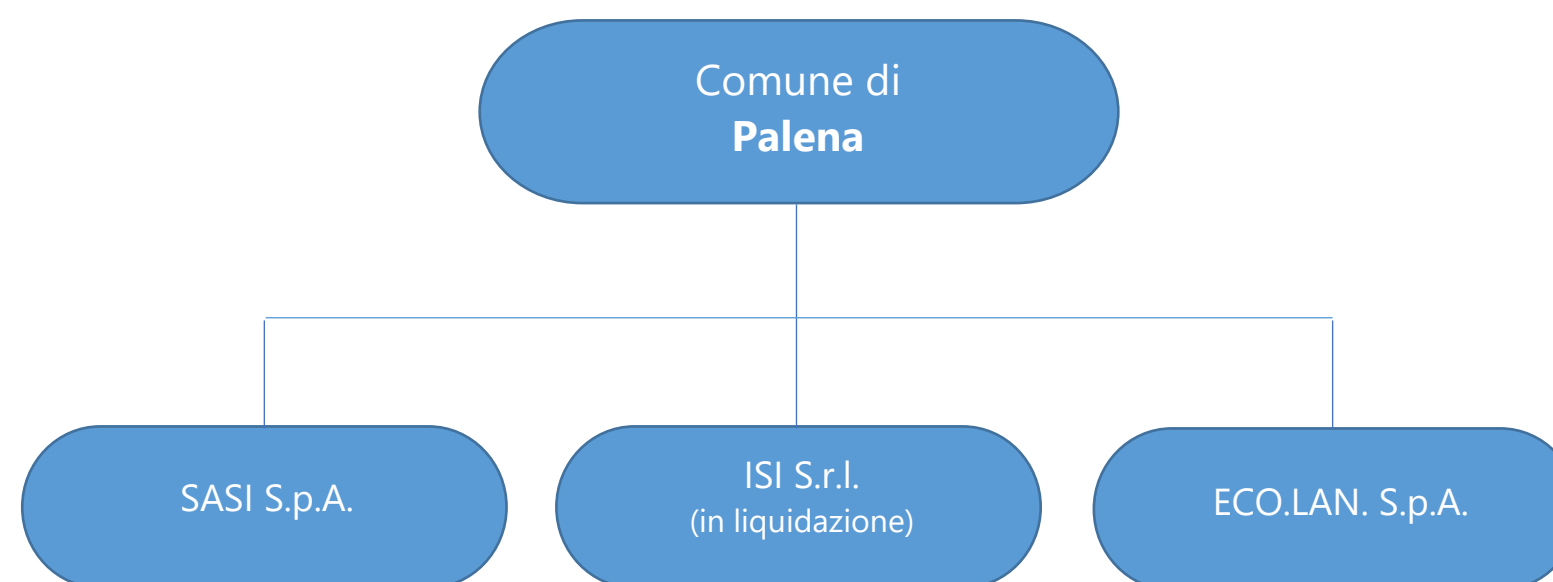 Comune di
Palena
SASI S.p.A.
ISI S.r.l.
(in liquidazione)
ECO.LAN. S.p.A.